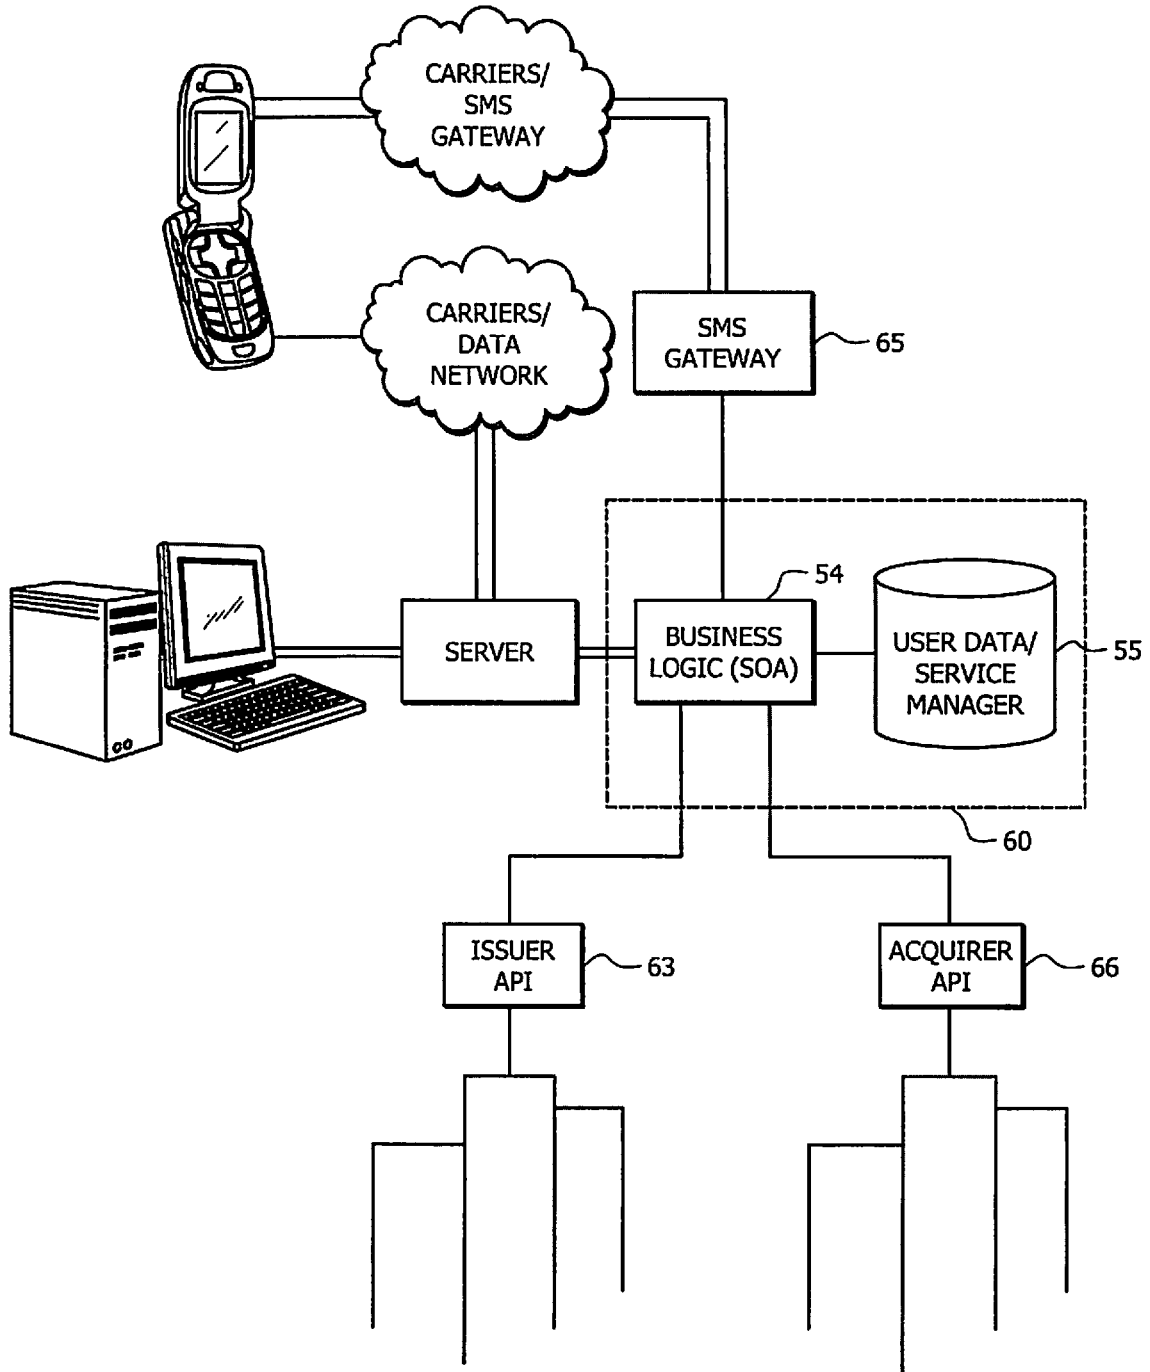 CARRIERS/
SMS
GATEWAY
CARRIERS/
DATA
NETWORK
SMS
GATEWAY
65
54
SERVER
BUSINESS
LOGIC (SOA)
USER DATA/
SERVICE
MANAGER
55
60
ISSUER
API
63
ACQUIRER
API
66